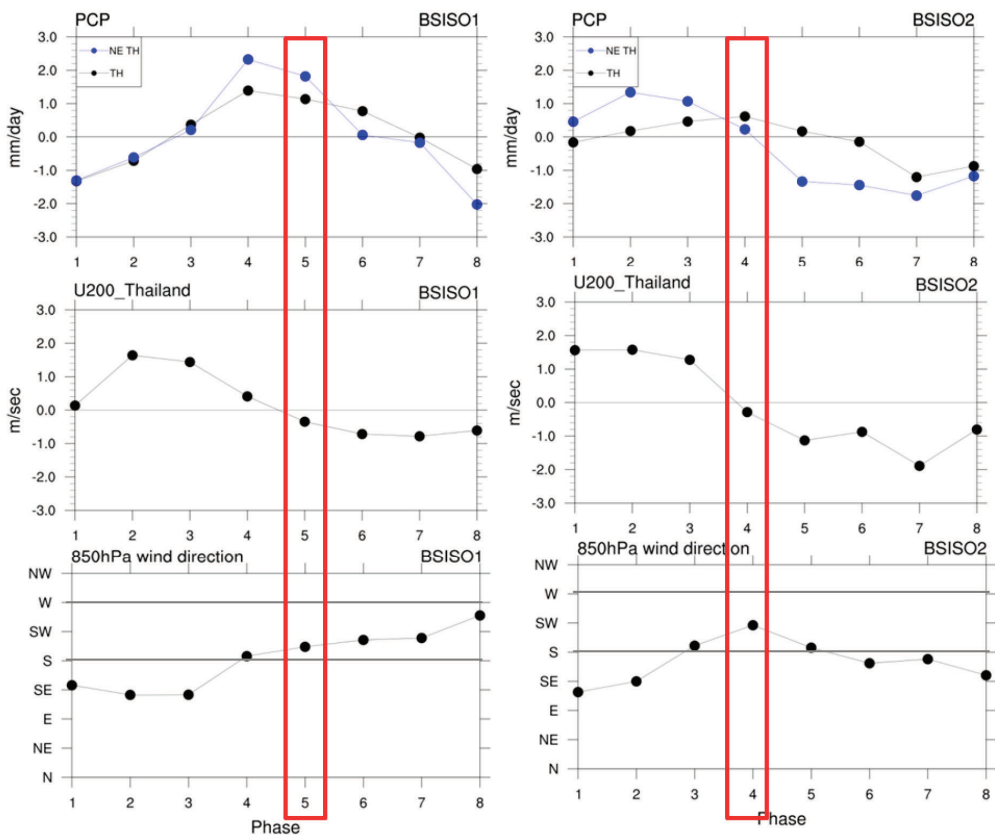 PCP BSISO1
NE TH
TH
3.0
2.0
1.0
0.0
-1.0
-2.0
-3.0
mm/day
1 2 3 4 5 6 7 8
U200_Thailand BSISO1
3.0
2.0
1.0
0.0
-1.0
-2.0
-3.0
m/sec
1 2 3 4 5 6 7 8
850hPa wind direction BSISO1
NW
W
SW
S
SE
E
NE
N
1 2 3 4 5 6 7 8
Phase
PCP BSISO2
NE TH
TH
3.0
2.0
1.0
0.0
-1.0
-2.0
-3.0
mm/day
1 2 3 4 5 6 7 8
U200_Thailand BSISO2
3.0
2.0
1.0
0.0
-1.0
-2.0
-3.0
m/sec
1 2 3 4 5 6 7 8
850hPa wind direction BSISO2
NW
W
SW
S
SE
E
NE
N
1 2 3 4 5 6 7 8
Phase